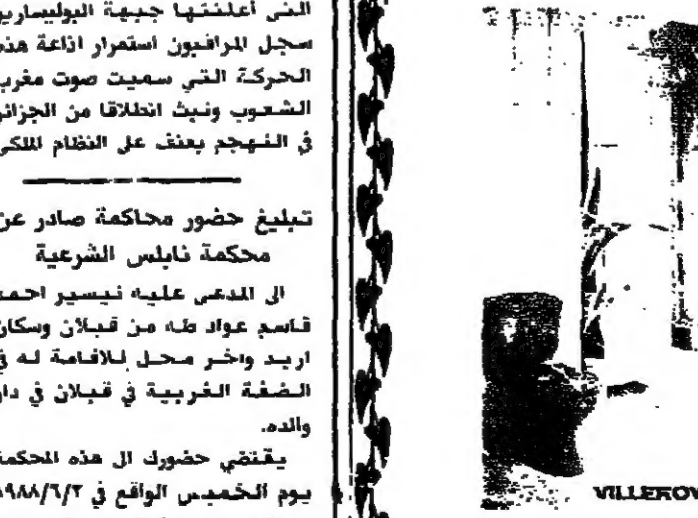 التي أعلنتها جبهة البوليساريو
سجل المراقبون استمرار اذاعة هذه
الحركة التي سميت صوت مغرب
الشعوب وتبث انطلاقا من الجزائر
في التهجم بعنف على النظام الملكي
تبليغ حضور محاكمة صادر عن
محكمة نابلس الشرعية
الى المدعى عليه تيسير احمد
قاسم عواد طه من قبلان وسكان
اربد واخر محل للاقامة له في
الضفة الغربية في قبلان في دار
والده.
يقتضي حضورك الى هذه المحكمة
يوم الخميس الواقع في ١٩٨٨/٦/٢
VILLEROY